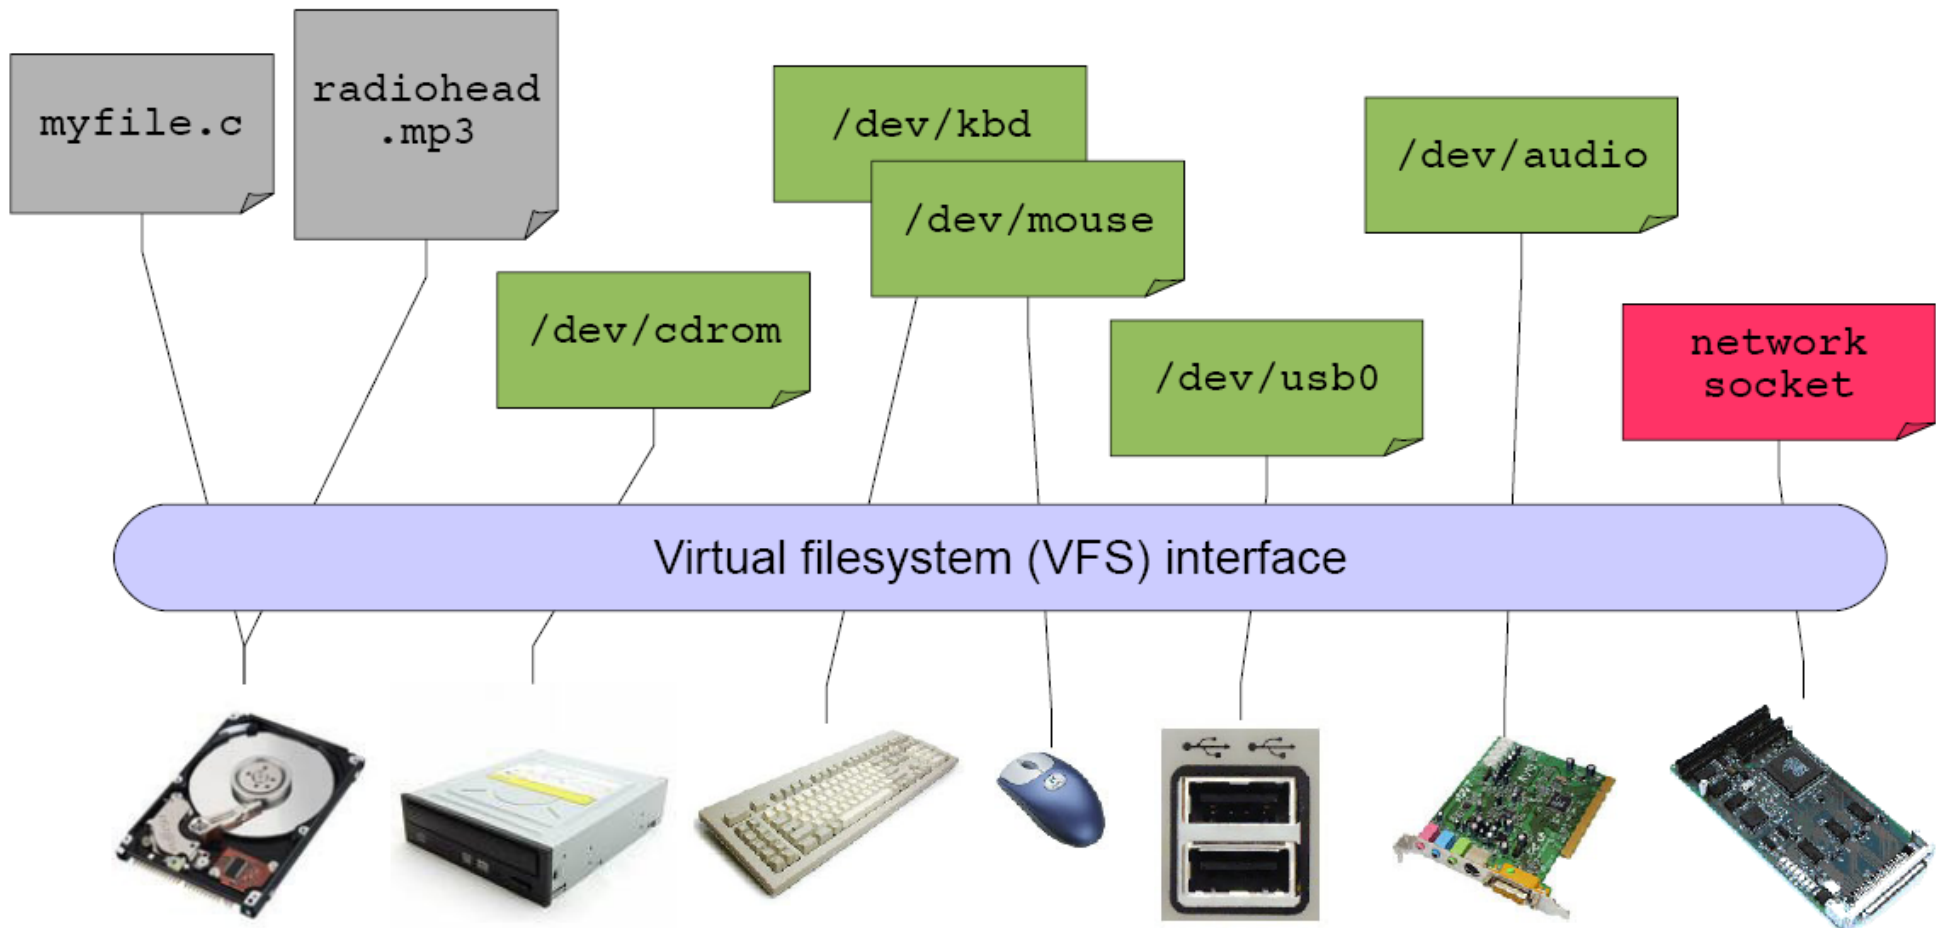 myfile.c
radiohead
.mp3
/dev/kbd
/dev/mouse
/dev/audio
/dev/cdrom
/dev/usb0
network
socket
Virtual filesystem (VFS) interface